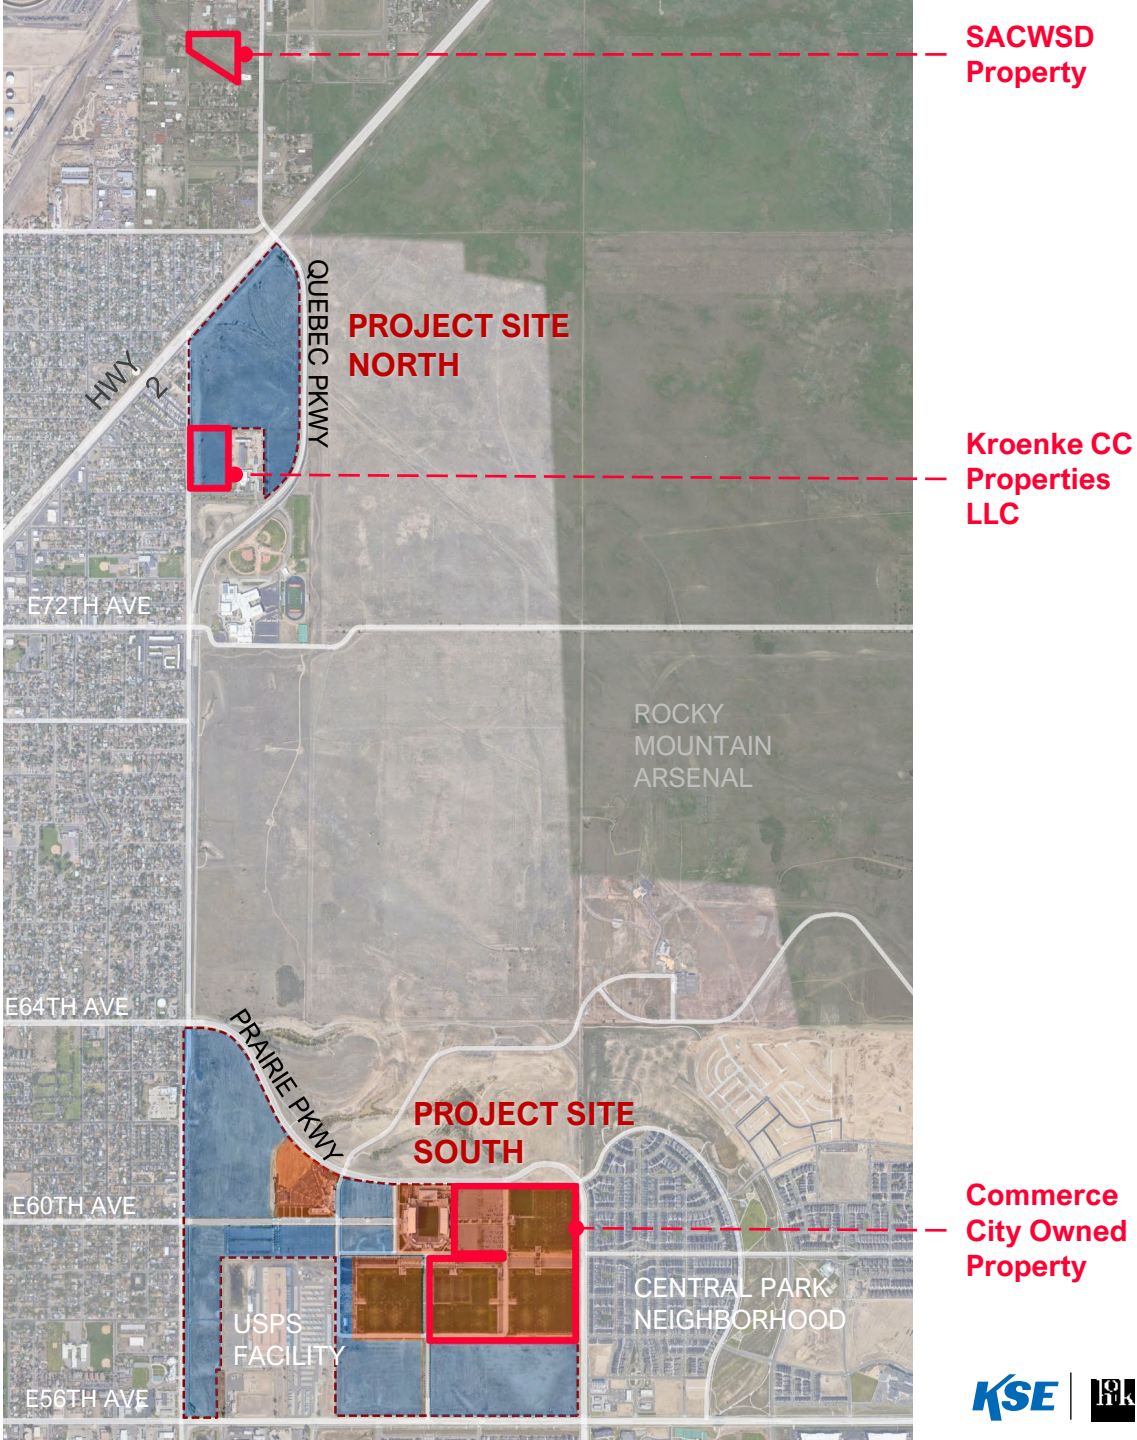 SACWSD
Property
QUEBEC PKWY
PROJECT SITE
NORTH
HWY
2
Kroenke CC
Properties
LLC
E72TH AVE
ROCKY
MOUNTAIN
ARSENAL
E64TH AVE
PRAIRIE PKWY
PROJECT SITE
SOUTH
E60TH AVE
Commerce
City Owned
Property
CENTRAL PARK
NEIGHBORHOOD
USPS
FACILITY
E56TH AVE
KSE
hok